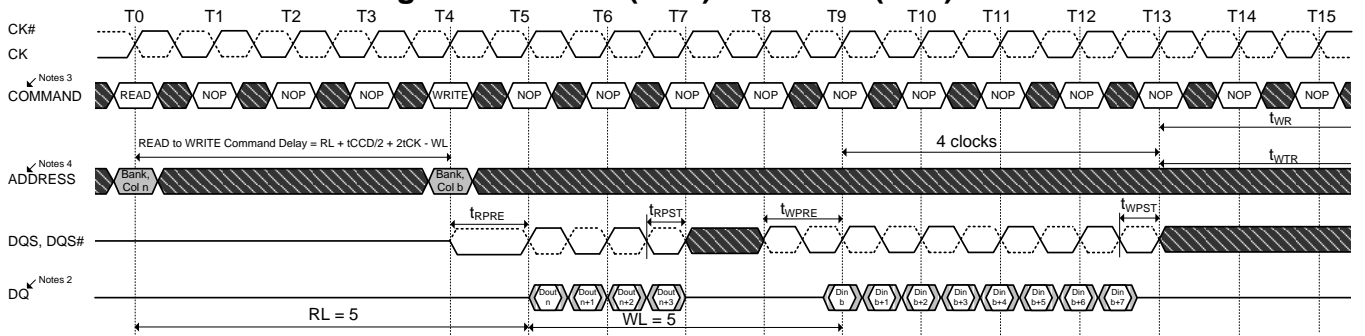 T0 T1 T2 T3 T4 T5 T6 T7 T8 T9 T10 T11 T12 T13 T14 T15
CK#
CK
Notes 3
COMMAND READ NOP NOP NOP WRITE NOP NOP NOP NOP NOP NOP NOP NOP NOP NOP NOP
tWR
READ to WRITE Command Delay = RL + tCCD/2 + 2tCK - WL
4 clocks
tWTR
Notes 4
ADDRESS
Bank, Bank,
Col n Col b
tRPRE tRPST tWPRE tWPST
DQS, DQS#
Notes 2
DQ
Dout Dout Dout Dout Din Din Din Din Din Din Din Din
n n+1 n+2 n+3 b b+1 b+2 b+3 b+4 b+5 b+6 b+7
RL = 5 WL = 5